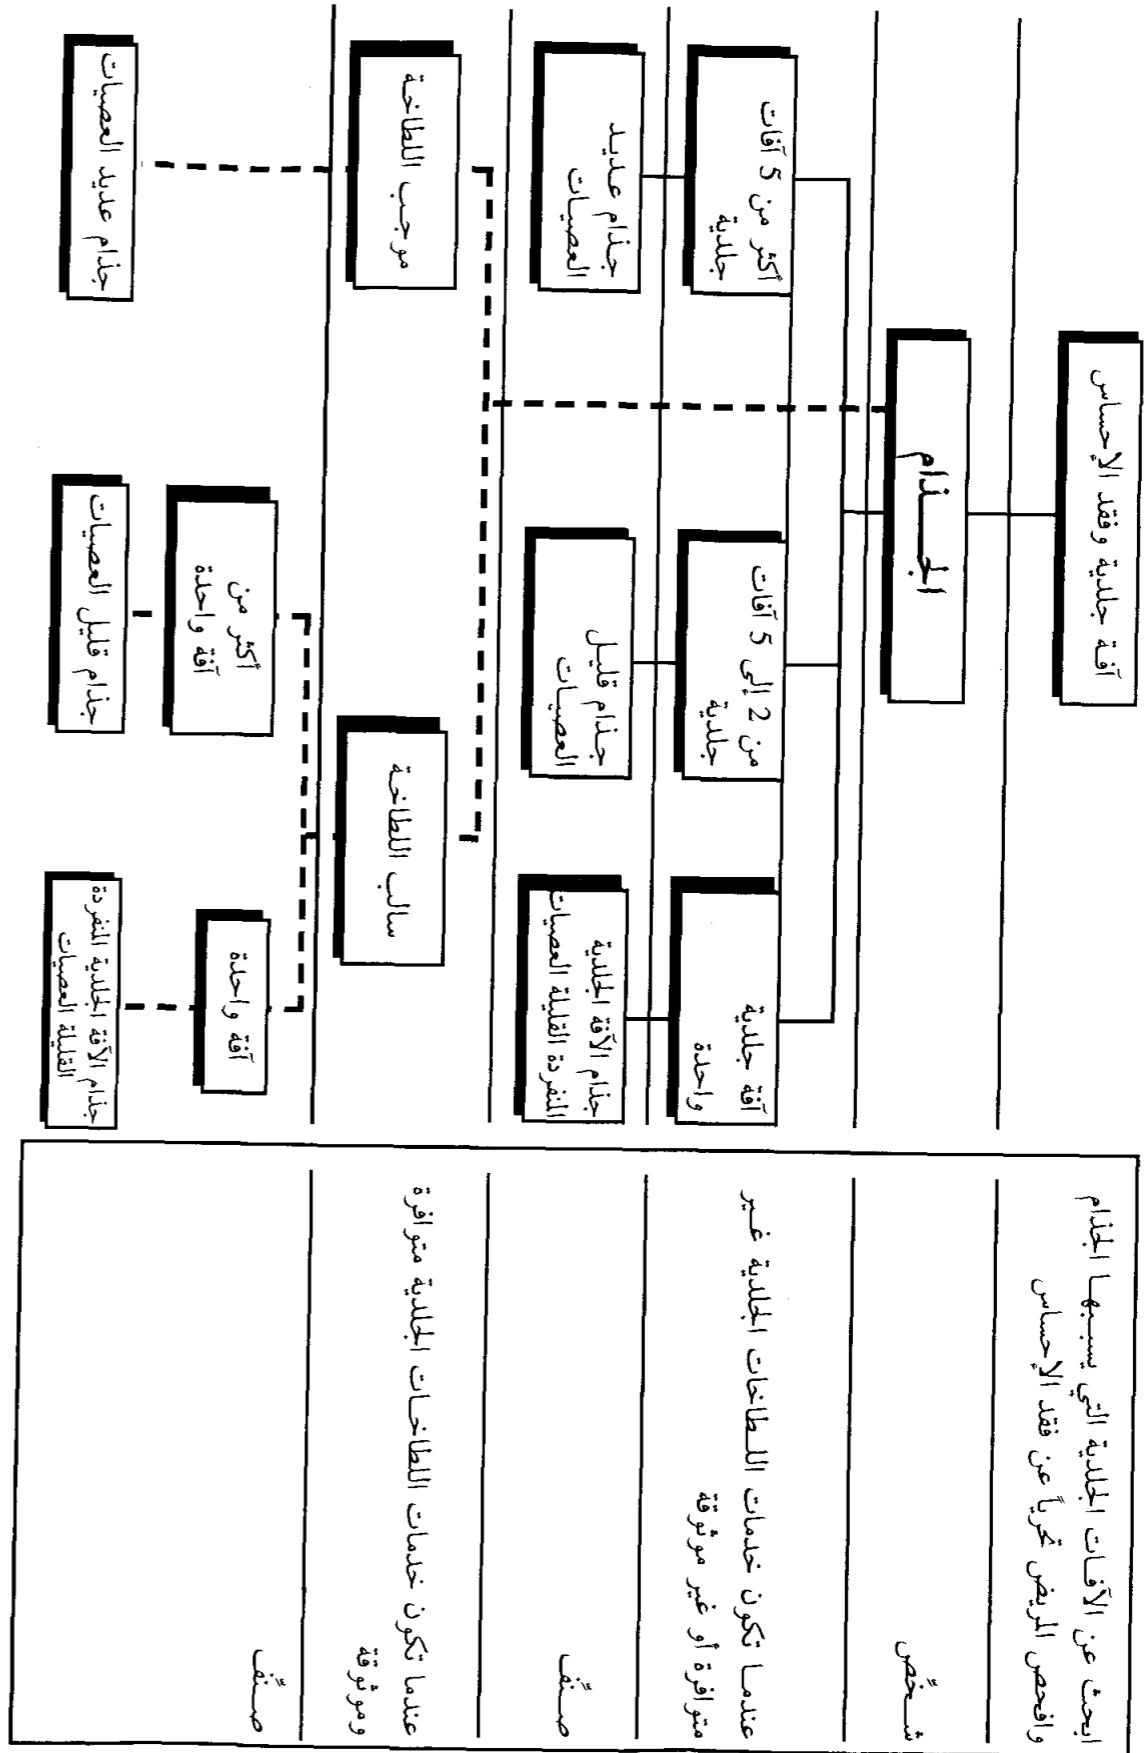 آفة جلدية وفقد الإحساس
الجــذام
أكثر من 5 آفات
جلدية
من 2 إلى 5 آفات
جلدية
آفة جلدية
واحدة
جذام عديد
العصيات
جذام قليل
العصيات
جذام الآفة الجلدية
المنفردة القليلة العصيات
موجب اللطاخة
سالب اللطاخة
أكثر من
آفة واحدة
آفة واحدة
جذام عديد العصيات
جذام قليل العصيات
جذام الآفة الجلدية المنفردة
القليلة العصيات
ابحث عن الآفات الجلدية التي يسببها الجذام
وافحص المريض تحرياً عن فقد الإحساس
شخّص
عندما تكون خدمات اللطاخات الجلدية غير
متوافرة أو غير موثوقة
صنّف
عندما تكون خدمات اللطاخات الجلدية متوافرة
وموثوقة
صنّف